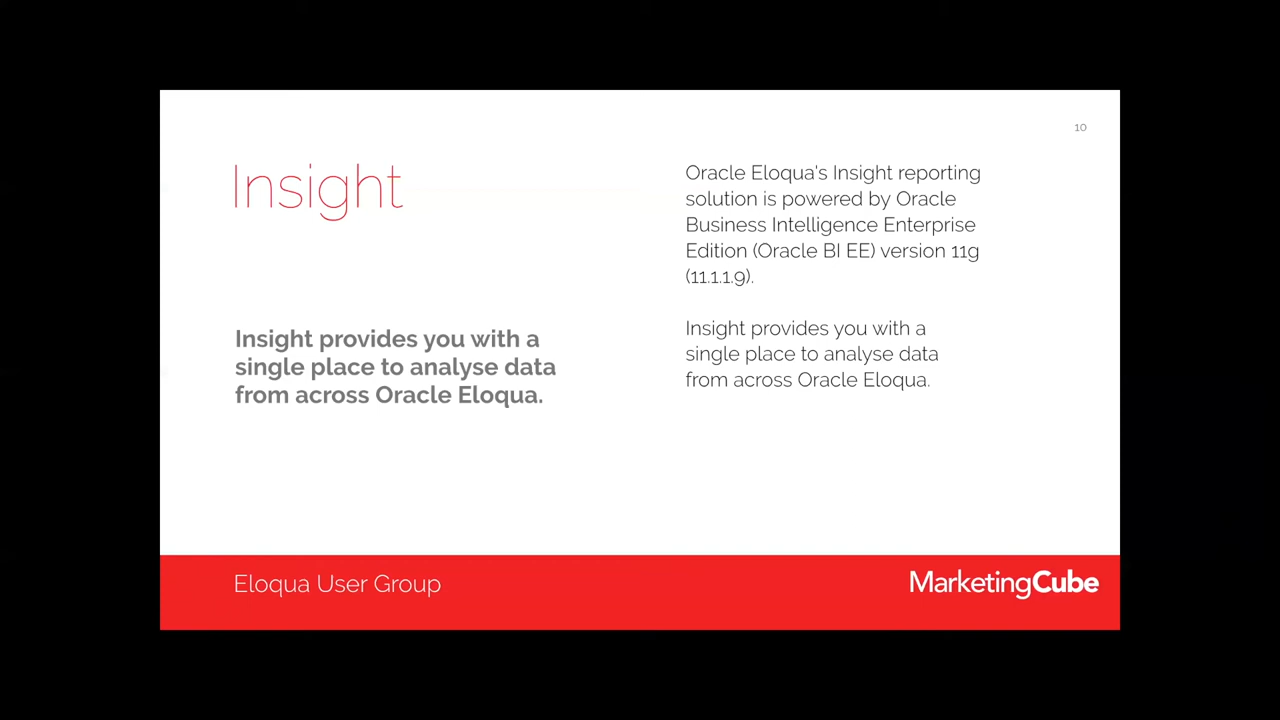 10
Insight
Insight provides you with a
single place to analyse data
from across Oracle Eloqua.
Oracle Eloqua's Insight reporting
solution is powered by Oracle
Business Intelligence Enterprise
Edition (Oracle BI EE) version 11g
(11.1.1.9).
Insight provides you with a
single place to analyse data
from across Oracle Eloqua.
Eloqua User Group
MarketingCube